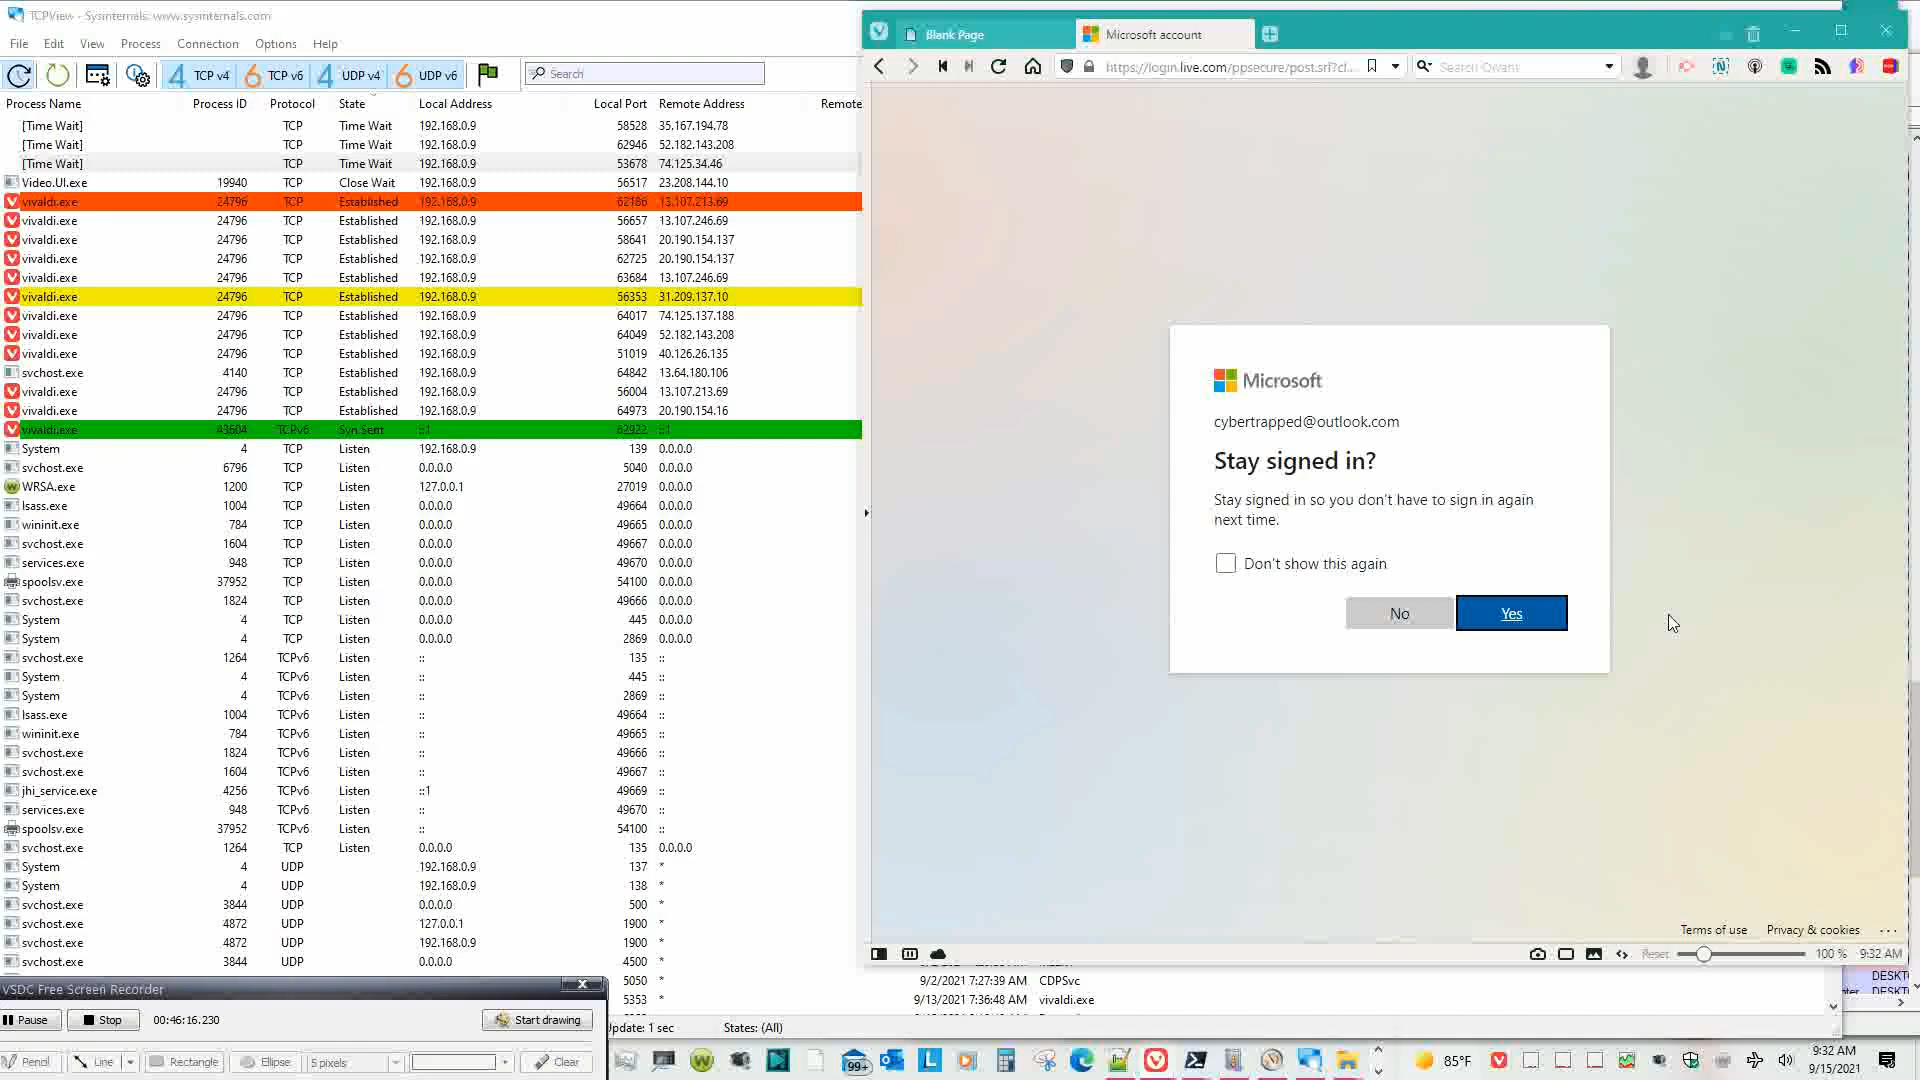 TCPView - Sysinternals: www.sysinternals.com
File Edit View Process Connection Options Help
4 TCP v4 6 TCP v6 4 UDP v4 6 UDP v6 Search
Process Name Process ID Protocol State Local Address Local Port Remote Address Remote
[Time Wait] TCP Time Wait 192.168.0.9 58528 35.167.194.78
[Time Wait] TCP Time Wait 192.168.0.9 62946 52.182.143.208
[Time Wait] TCP Time Wait 192.168.0.9 53678 74.125.34.46
Video.UI.exe 19940 TCP Close Wait 192.168.0.9 56517 23.208.144.10
vivaldi.exe 24796 TCP Established 192.168.0.9 62186 13.107.213.69
vivaldi.exe 24796 TCP Established 192.168.0.9 56657 13.107.246.69
vivaldi.exe 24796 TCP Established 192.168.0.9 58641 20.190.154.137
vivaldi.exe 24796 TCP Established 192.168.0.9 62725 20.190.154.137
vivaldi.exe 24796 TCP Established 192.168.0.9 63684 13.107.246.69
vivaldi.exe 24796 TCP Established 192.168.0.9 56353 31.209.137.10
vivaldi.exe 24796 TCP Established 192.168.0.9 64017 74.125.137.188
vivaldi.exe 24796 TCP Established 192.168.0.9 64049 52.182.143.208
vivaldi.exe 24796 TCP Established 192.168.0.9 51019 40.126.26.135
svchost.exe 4140 TCP Established 192.168.0.9 64842 13.64.180.106
vivaldi.exe 24796 TCP Established 192.168.0.9 56004 13.107.213.69
vivaldi.exe 24796 TCP Established 192.168.0.9 64973 20.190.154.16
vivaldi.exe 43604 TCPv6 Syn Sent ::1 62922 ::1
System 4 TCP Listen 192.168.0.9 139 0.0.0.0
svchost.exe 6796 TCP Listen 0.0.0.0 5040 0.0.0.0
WRSA.exe 1200 TCP Listen 127.0.0.1 27019 0.0.0.0
lsass.exe 1004 TCP Listen 0.0.0.0 49664 0.0.0.0
wininit.exe 784 TCP Listen 0.0.0.0 49665 0.0.0.0
svchost.exe 1604 TCP Listen 0.0.0.0 49667 0.0.0.0
services.exe 948 TCP Listen 0.0.0.0 49670 0.0.0.0
spoolsv.exe 37952 TCP Listen 0.0.0.0 54100 0.0.0.0
svchost.exe 1824 TCP Listen 0.0.0.0 49666 0.0.0.0
System 4 TCP Listen 0.0.0.0 445 0.0.0.0
System 4 TCP Listen 0.0.0.0 2869 0.0.0.0
svchost.exe 1264 TCPv6 Listen :: 135 ::
System 4 TCPv6 Listen :: 445 ::
System 4 TCPv6 Listen :: 2869 ::
lsass.exe 1004 TCPv6 Listen :: 49664 ::
wininit.exe 784 TCPv6 Listen :: 49665 ::
svchost.exe 1824 TCPv6 Listen :: 49666 ::
svchost.exe 1604 TCPv6 Listen :: 49667 ::
jhi_service.exe 4256 TCPv6 Listen ::1 49669 ::
services.exe 948 TCPv6 Listen :: 49670 ::
spoolsv.exe 37952 TCPv6 Listen :: 54100 ::
svchost.exe 1264 TCP Listen 0.0.0.0 135 0.0.0.0
System 4 UDP 192.168.0.9 137 *
System 4 UDP 192.168.0.9 138 *
svchost.exe 3844 UDP 0.0.0.0 500 *
svchost.exe 4872 UDP 127.0.0.1 1900 *
svchost.exe 4872 UDP 192.168.0.9 1900 *
svchost.exe 3844 UDP 0.0.0.0 4500 *
5050 * 9/2/2021 7:27:39 AM CDPSvc
5353 * 9/13/2021 7:36:48 AM vivaldi.exe
Update: 1 sec States: (All)
Blank Page Microsoft account
https://login.live.com/ppsecure/post.srf?cl... Search Qwant
Microsoft
cybertrapped@outlook.com
Stay signed in?
Stay signed in so you don't have to sign in again
next time.
Don't show this again
No Yes
Terms of use Privacy & cookies ...
Reset 100 % 9:32 AM
DESKT
DESKT
VSDC Free Screen Recorder
Pause Stop 00:46:16.230 Start drawing
Pencil Line Rectangle Ellipse 5 pixels Clear
99+ 85°F 9:32 AM
9/15/2021